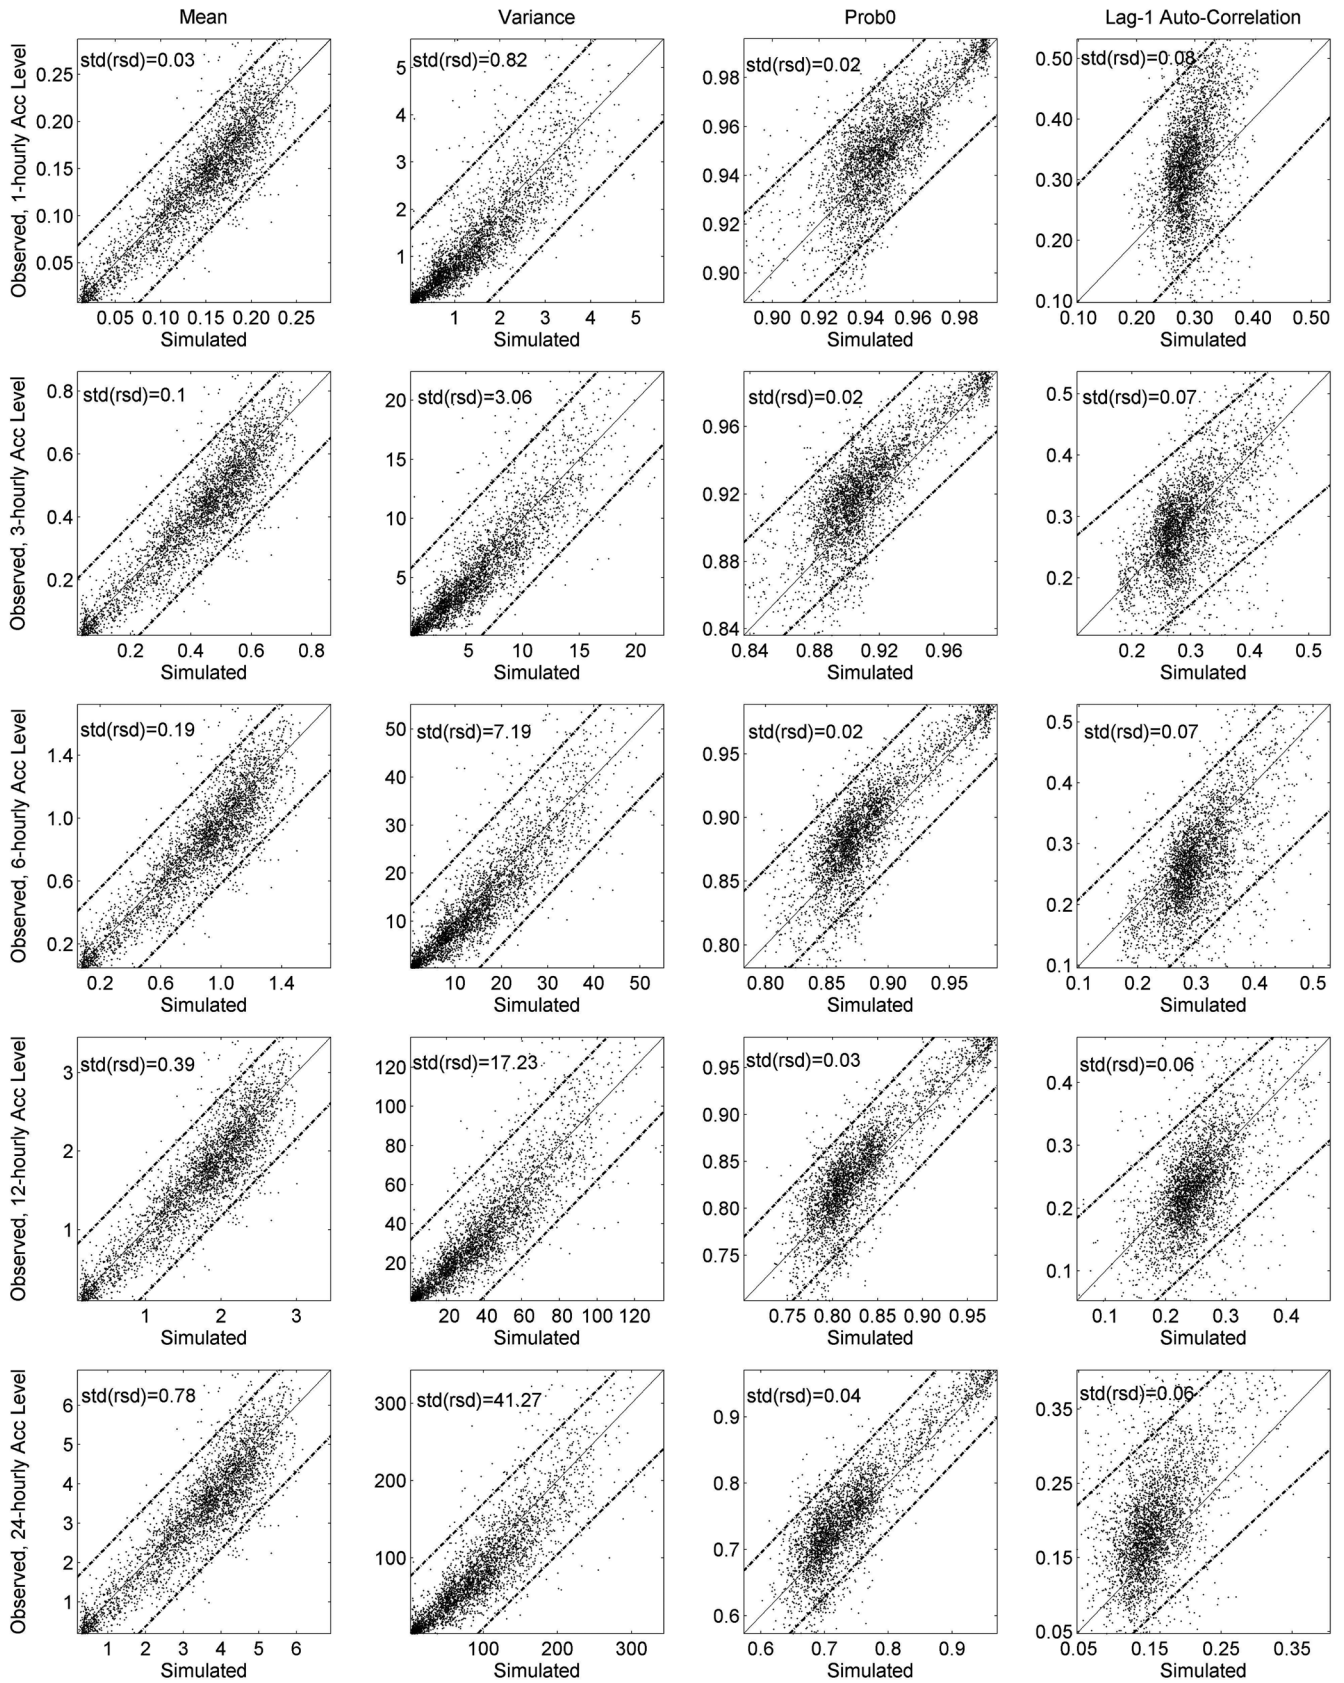 Mean Variance Prob0 Lag-1 Auto-Correlation
Observed, 1-hourly Acc Level
std(rsd)=0.03
0.25
0.20
0.15
0.10
0.05
0.05 0.10 0.15 0.20 0.25
Simulated
std(rsd)=0.82
5
4
3
2
1
1 2 3 4 5
Simulated
std(rsd)=0.02
0.98
0.96
0.94
0.92
0.90
0.90 0.92 0.94 0.96 0.98
Simulated
std(rsd)=0.08
0.50
0.40
0.30
0.20
0.10
0.10 0.20 0.30 0.40 0.50
Simulated
Observed, 3-hourly Acc Level
std(rsd)=0.1
0.8
0.6
0.4
0.2
0.2 0.4 0.6 0.8
Simulated
std(rsd)=3.06
20
15
10
5
5 10 15 20
Simulated
std(rsd)=0.02
0.96
0.92
0.88
0.84
0.84 0.88 0.92 0.96
Simulated
std(rsd)=0.07
0.5
0.4
0.3
0.2
0.2 0.3 0.4 0.5
Simulated
Observed, 6-hourly Acc Level
std(rsd)=0.19
1.4
1.0
0.6
0.2
0.2 0.6 1.0 1.4
Simulated
std(rsd)=7.19
50
40
30
20
10
10 20 30 40 50
Simulated
std(rsd)=0.02
0.95
0.90
0.85
0.80
0.80 0.85 0.90 0.95
Simulated
std(rsd)=0.07
0.5
0.4
0.3
0.2
0.1
0.1 0.2 0.3 0.4 0.5
Simulated
Observed, 12-hourly Acc Level
std(rsd)=0.39
3
2
1
1 2 3
Simulated
std(rsd)=17.23
120
100
80
60
40
20
20 40 60 80 100 120
Simulated
std(rsd)=0.03
0.95
0.90
0.85
0.80
0.75
0.75 0.80 0.85 0.90 0.95
Simulated
std(rsd)=0.06
0.4
0.3
0.2
0.1
0.1 0.2 0.3 0.4
Simulated
Observed, 24-hourly Acc Level
std(rsd)=0.78
6
5
4
3
2
1
1 2 3 4 5 6
Simulated
std(rsd)=41.27
300
200
100
100 200 300
Simulated
std(rsd)=0.04
0.9
0.8
0.7
0.6
0.6 0.7 0.8 0.9
Simulated
std(rsd)=0.06
0.35
0.25
0.15
0.05
0.05 0.15 0.25 0.35
Simulated